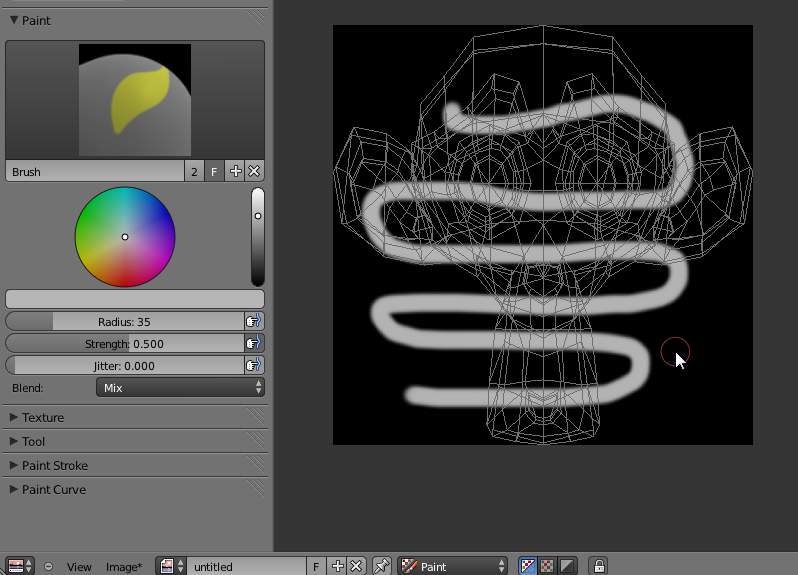 Paint
Brush 2 F
Radius: 35
Strength: 0.500
Jitter: 0.000
Blend: Mix
Texture
Tool
Paint Stroke
Paint Curve
View Image* untitled F Paint